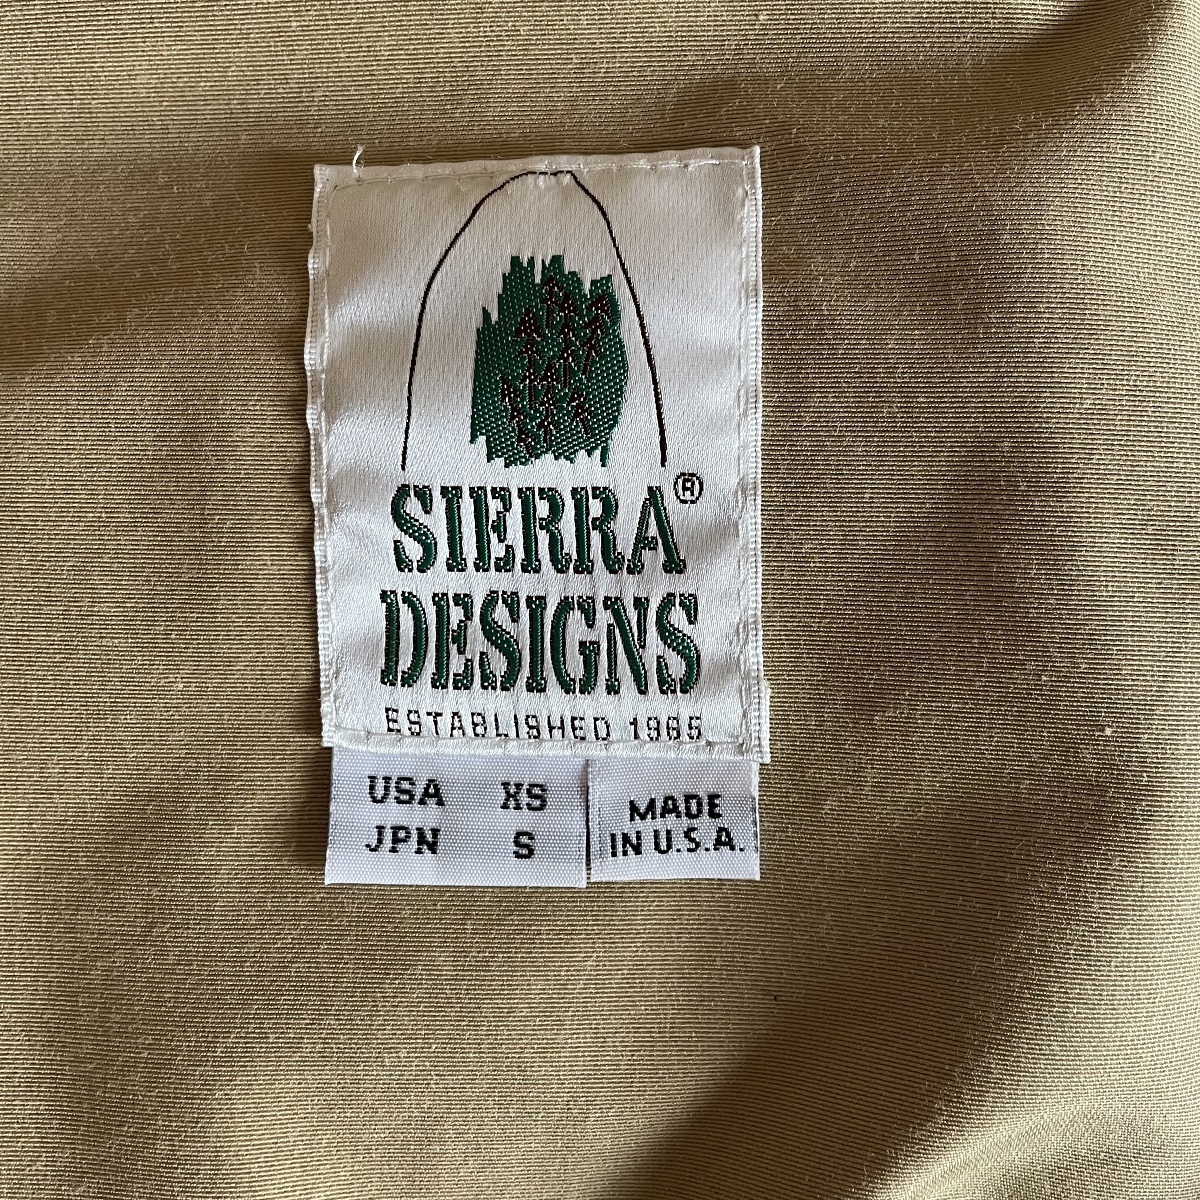 SIERRA®
DESIGNS
ESTABLISHED 1965
USA XS
JPN S
MADE
IN U.S.A.